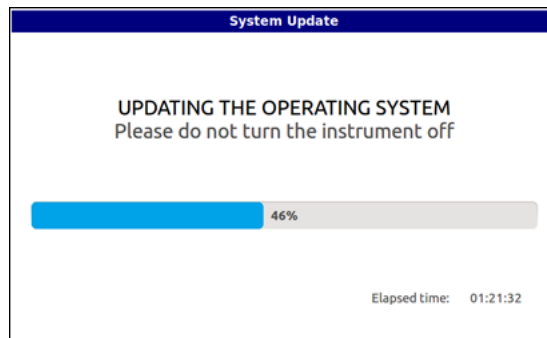 System Update
UPDATING THE OPERATING SYSTEM
Please do not turn the instrument off
46%
Elapsed time: 01:21:32